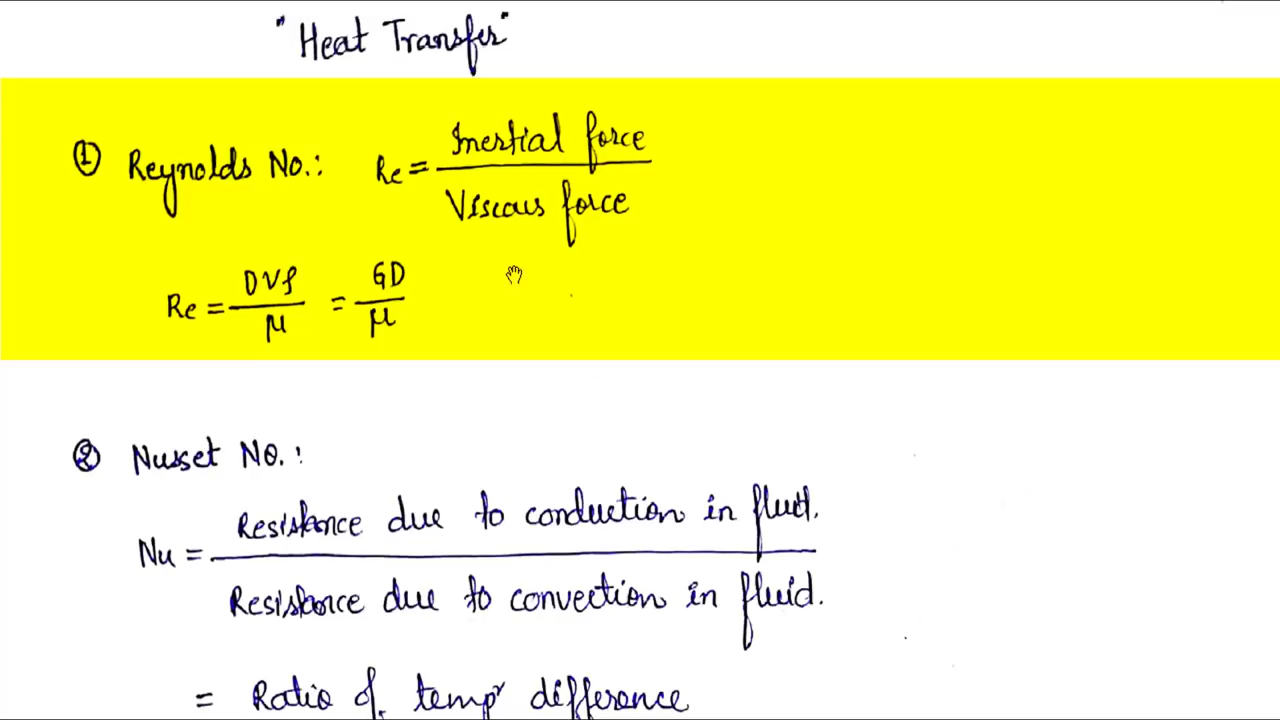 "Heat Transfer"
① Reynolds No.: Re = Inertial force / Viscous force
Re = DVρ / μ = GD / μ
② Nusset No.:
Nu = Resistance due to conduction in fluid. / Resistance due to convection in fluid.
= Ratio of tempr difference